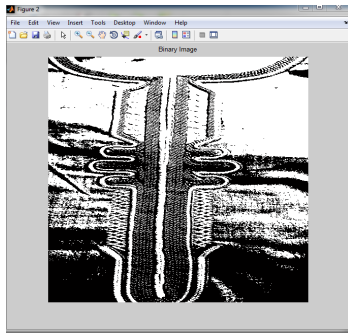 Figure 2
File Edit View Insert Tools Desktop Window Help
Binary Image